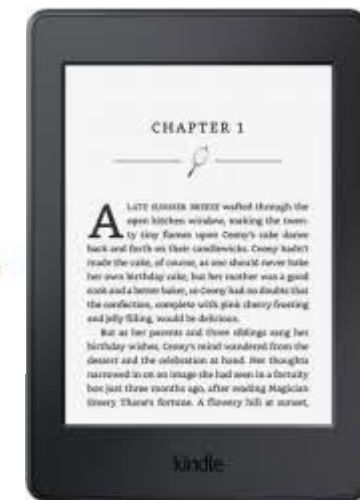 CHAPTER 1
A LATE SUMMER BREEZE wafted through the
open kitchen window, making the twen-
ty tiny flames upon Ceony's cake dance
back and forth on their candlewicks. Ceony hadn't
made the cake, of course, as one should never bake
her own birthday cake, but her mother was a good
cook and a better baker, so Ceony had no doubts that
the confection, complete with pink cherry frosting
and jelly filling, would be delicious.
But as her parents and three siblings sang her
birthday wishes, Ceony's mind wandered from the
dessert and the celebration at hand. Her thoughts
narrowed in on an image she had seen in a fortuity
box just three months ago, after reading Magician
Emery Thane's fortune. A flowery hill at sunset,
kindle